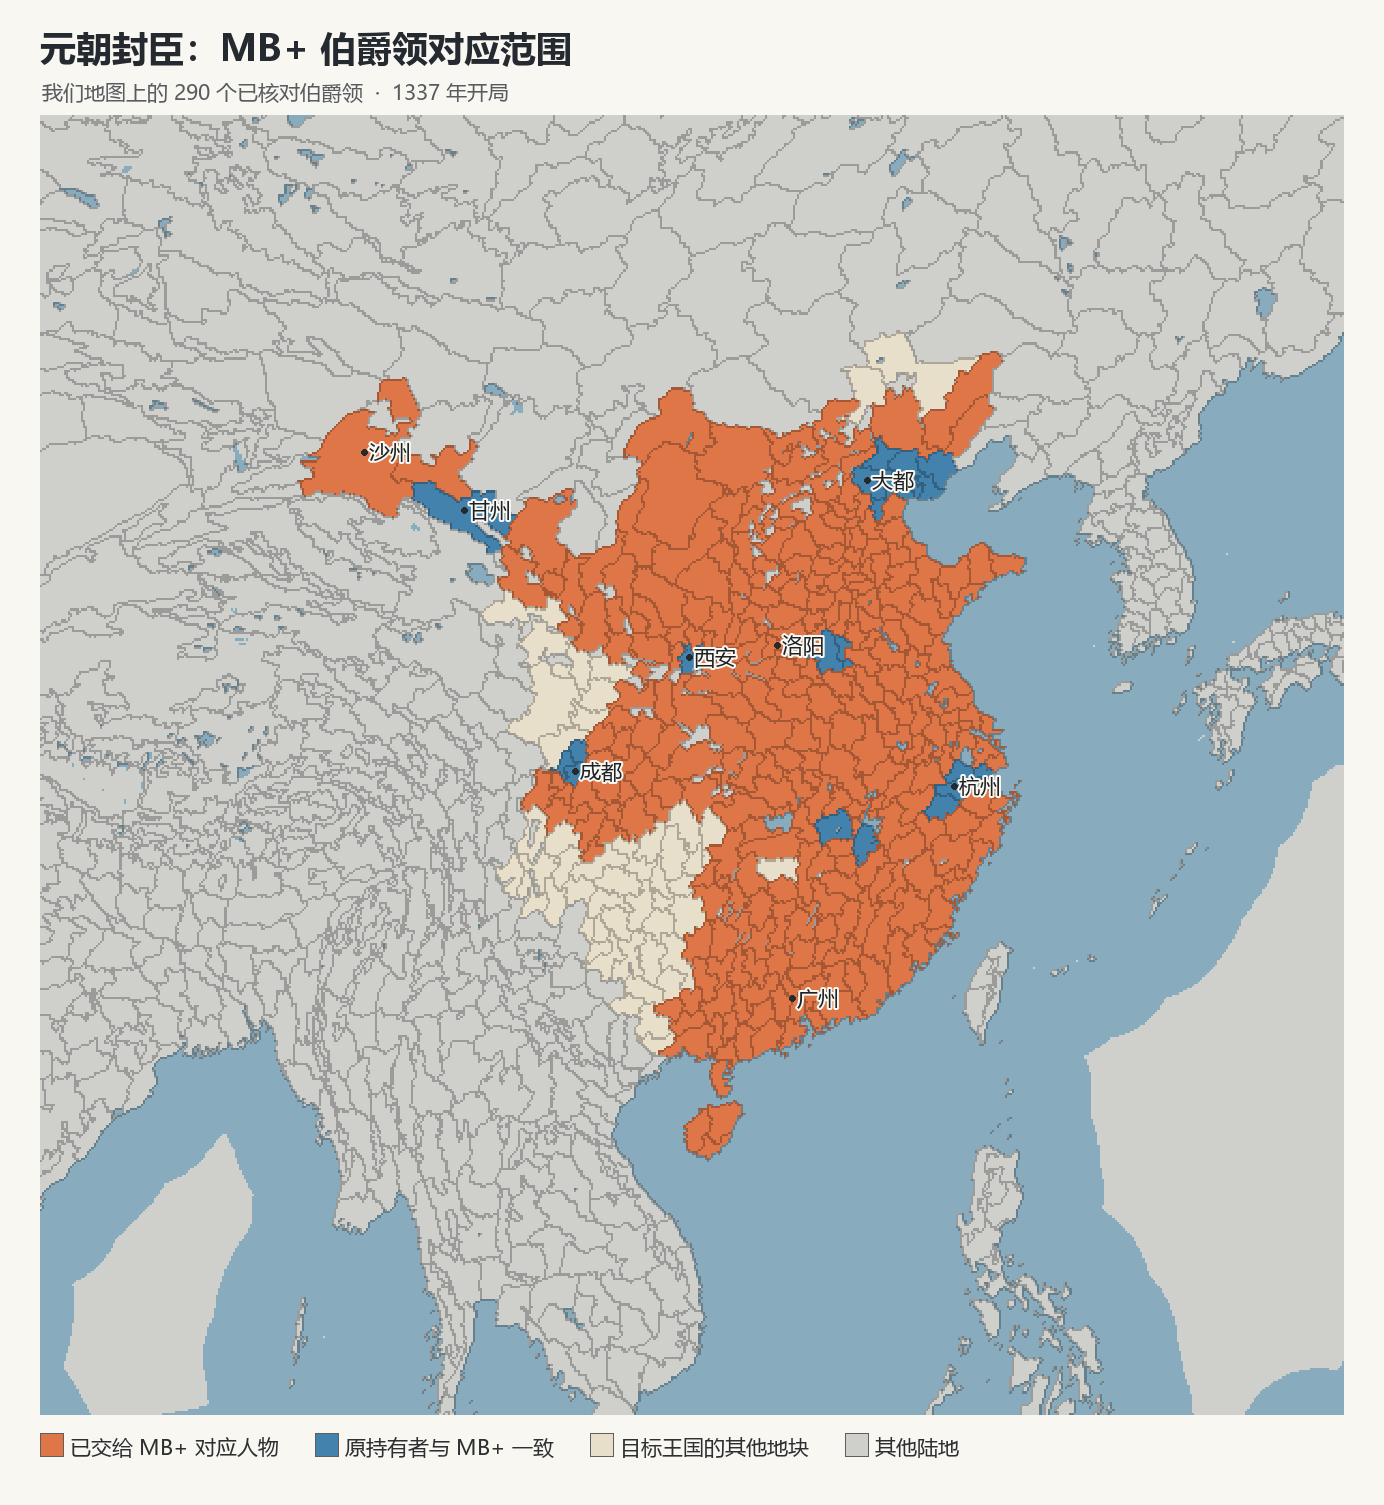 元朝封臣：MB+ 伯爵领对应范围
我们地图上的 290 个已核对伯爵领 · 1337 年开局
沙州
大都
甘州
洛阳
西安
成都
杭州
广州
已交给 MB+ 对应人物
原持有者与 MB+ 一致
目标王国的其他地块
其他陆地